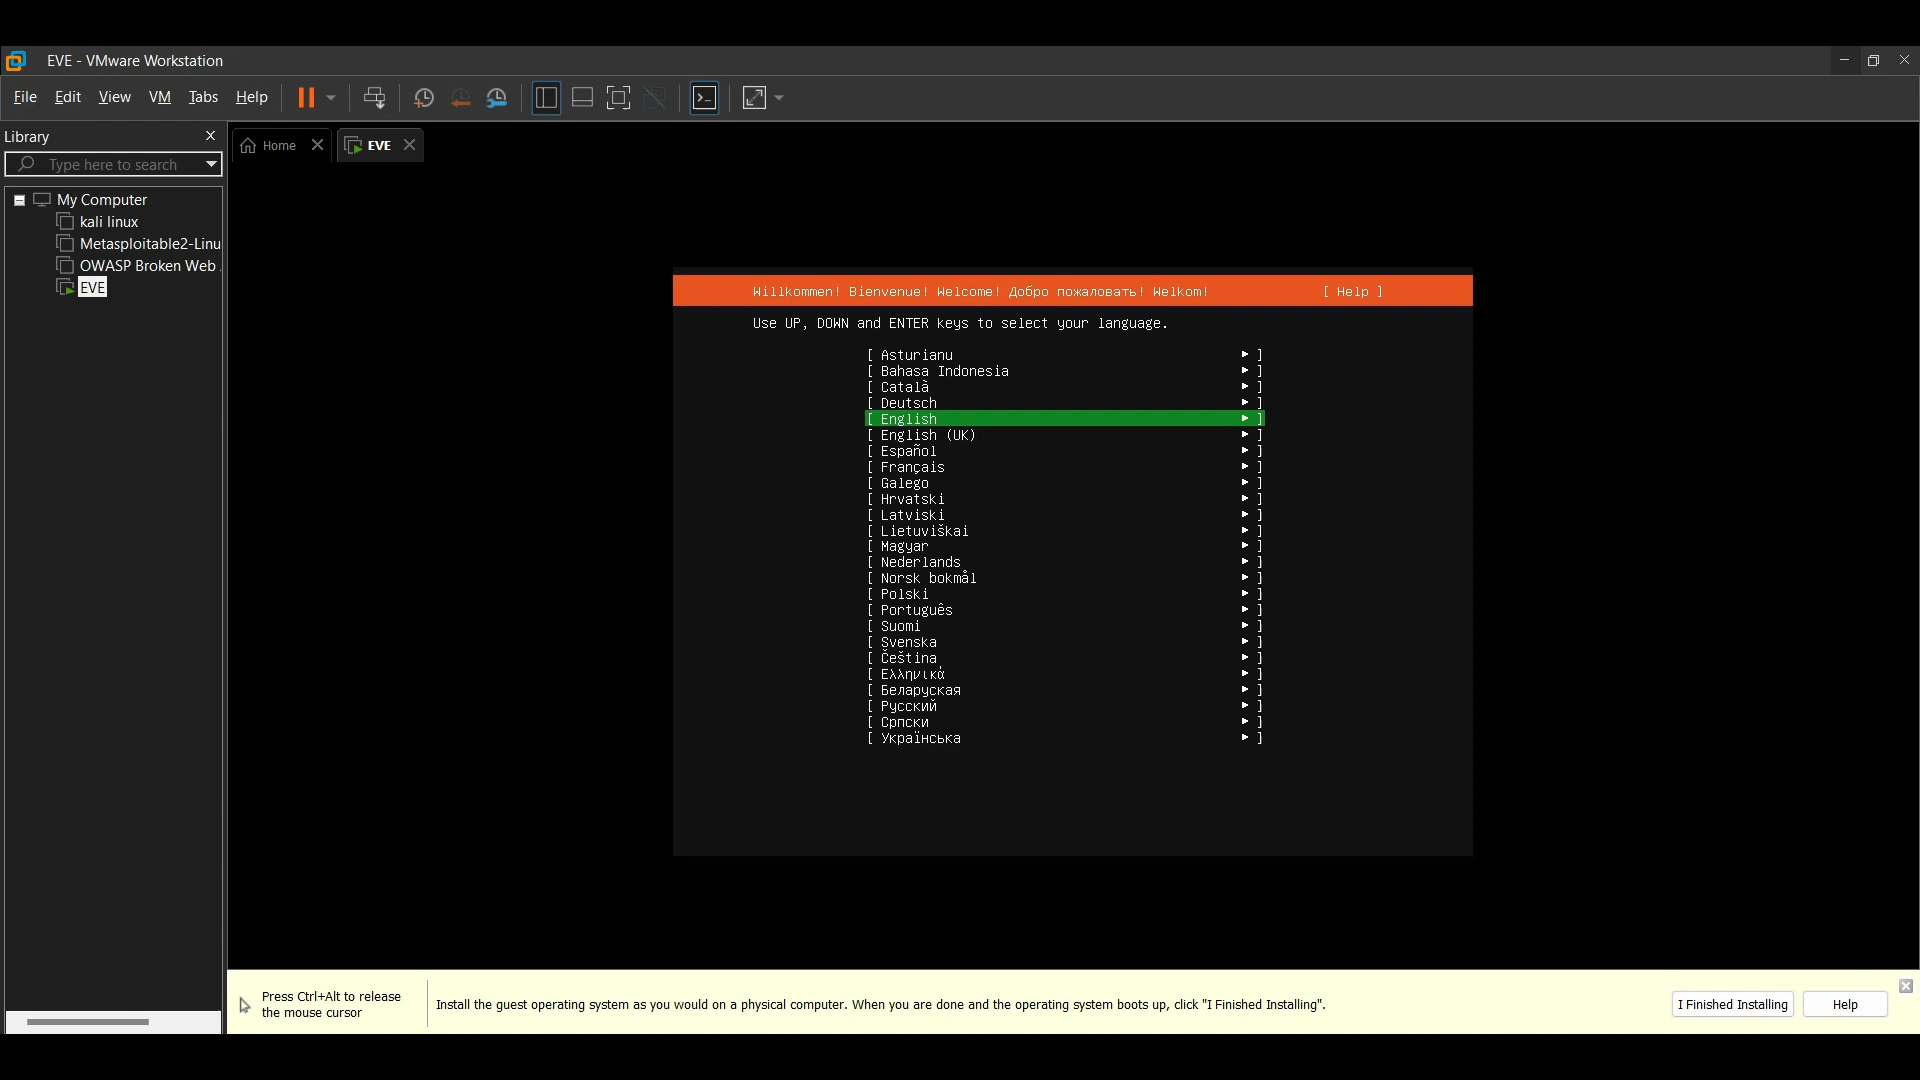 EVE - VMware Workstation
File Edit View VM Tabs Help
Library
Home
EVE
Type here to search
My Computer
kali linux
Metasploitable2-Linu
OWASP Broken Web
EVE
Willkommen! Bienvenue! Welcome! Добро пожаловать! Welkom! [ Help ]
Use UP, DOWN and ENTER keys to select your language.
[ Asturianu ► ]
[ Bahasa Indonesia ► ]
[ Català ► ]
[ Deutsch ► ]
[ English ► ]
[ English (UK) ► ]
[ Español ► ]
[ Français ► ]
[ Galego ► ]
[ Hrvatski ► ]
[ Latviski ► ]
[ Lietuviškai ► ]
[ Magyar ► ]
[ Nederlands ► ]
[ Norsk bokmål ► ]
[ Polski ► ]
[ Português ► ]
[ Suomi ► ]
[ Svenska ► ]
[ Čeština ► ]
[ Ελληνικά ► ]
[ Беларуская ► ]
[ Русский ► ]
[ Српски ► ]
[ Українська ► ]
Press Ctrl+Alt to release
the mouse cursor
Install the guest operating system as you would on a physical computer. When you are done and the operating system boots up, click "I Finished Installing".
I Finished Installing
Help